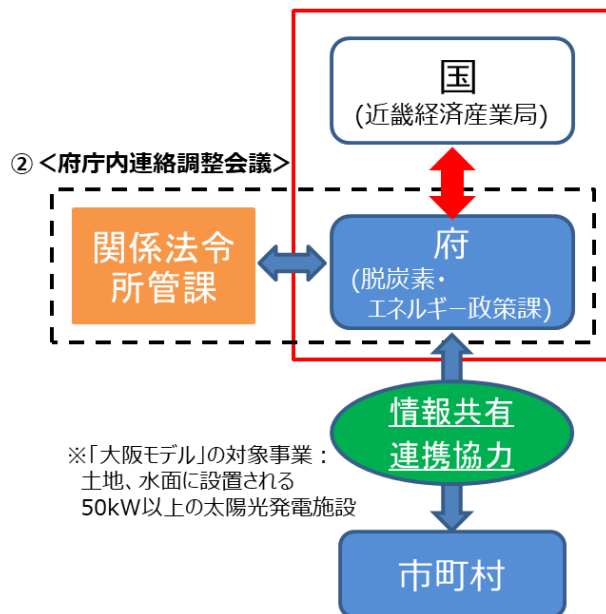 国
(近畿経済産業局)
② <府庁内連絡調整会議>
関係法令
所管課
府
(脱炭素・
エネルギー政策課)
情報共有
連携協力
※「大阪モデル」の対象事業：
土地、水面に設置される
50kW以上の太陽光発電施設
市町村